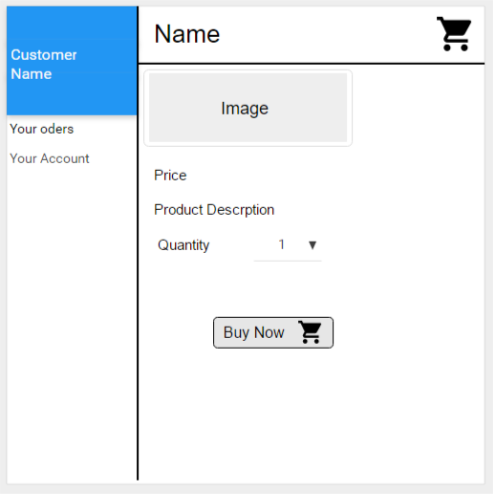 Customer
Name
Your oders
Your Account
Name
Image
Price
Product Descrption
Quantity 1
Buy Now